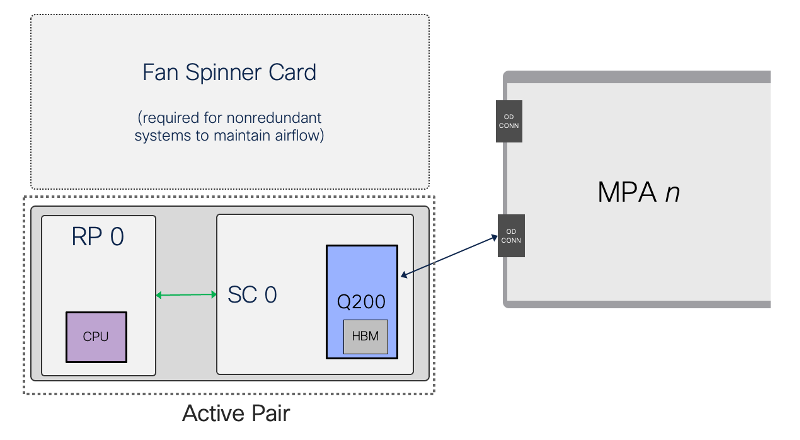 Fan Spinner Card
(required for nonredundant
systems to maintain airflow)
OD
CONN
MPA n
OD
CONN
RP 0
SC 0
Q200
CPU
HBM
Active Pair